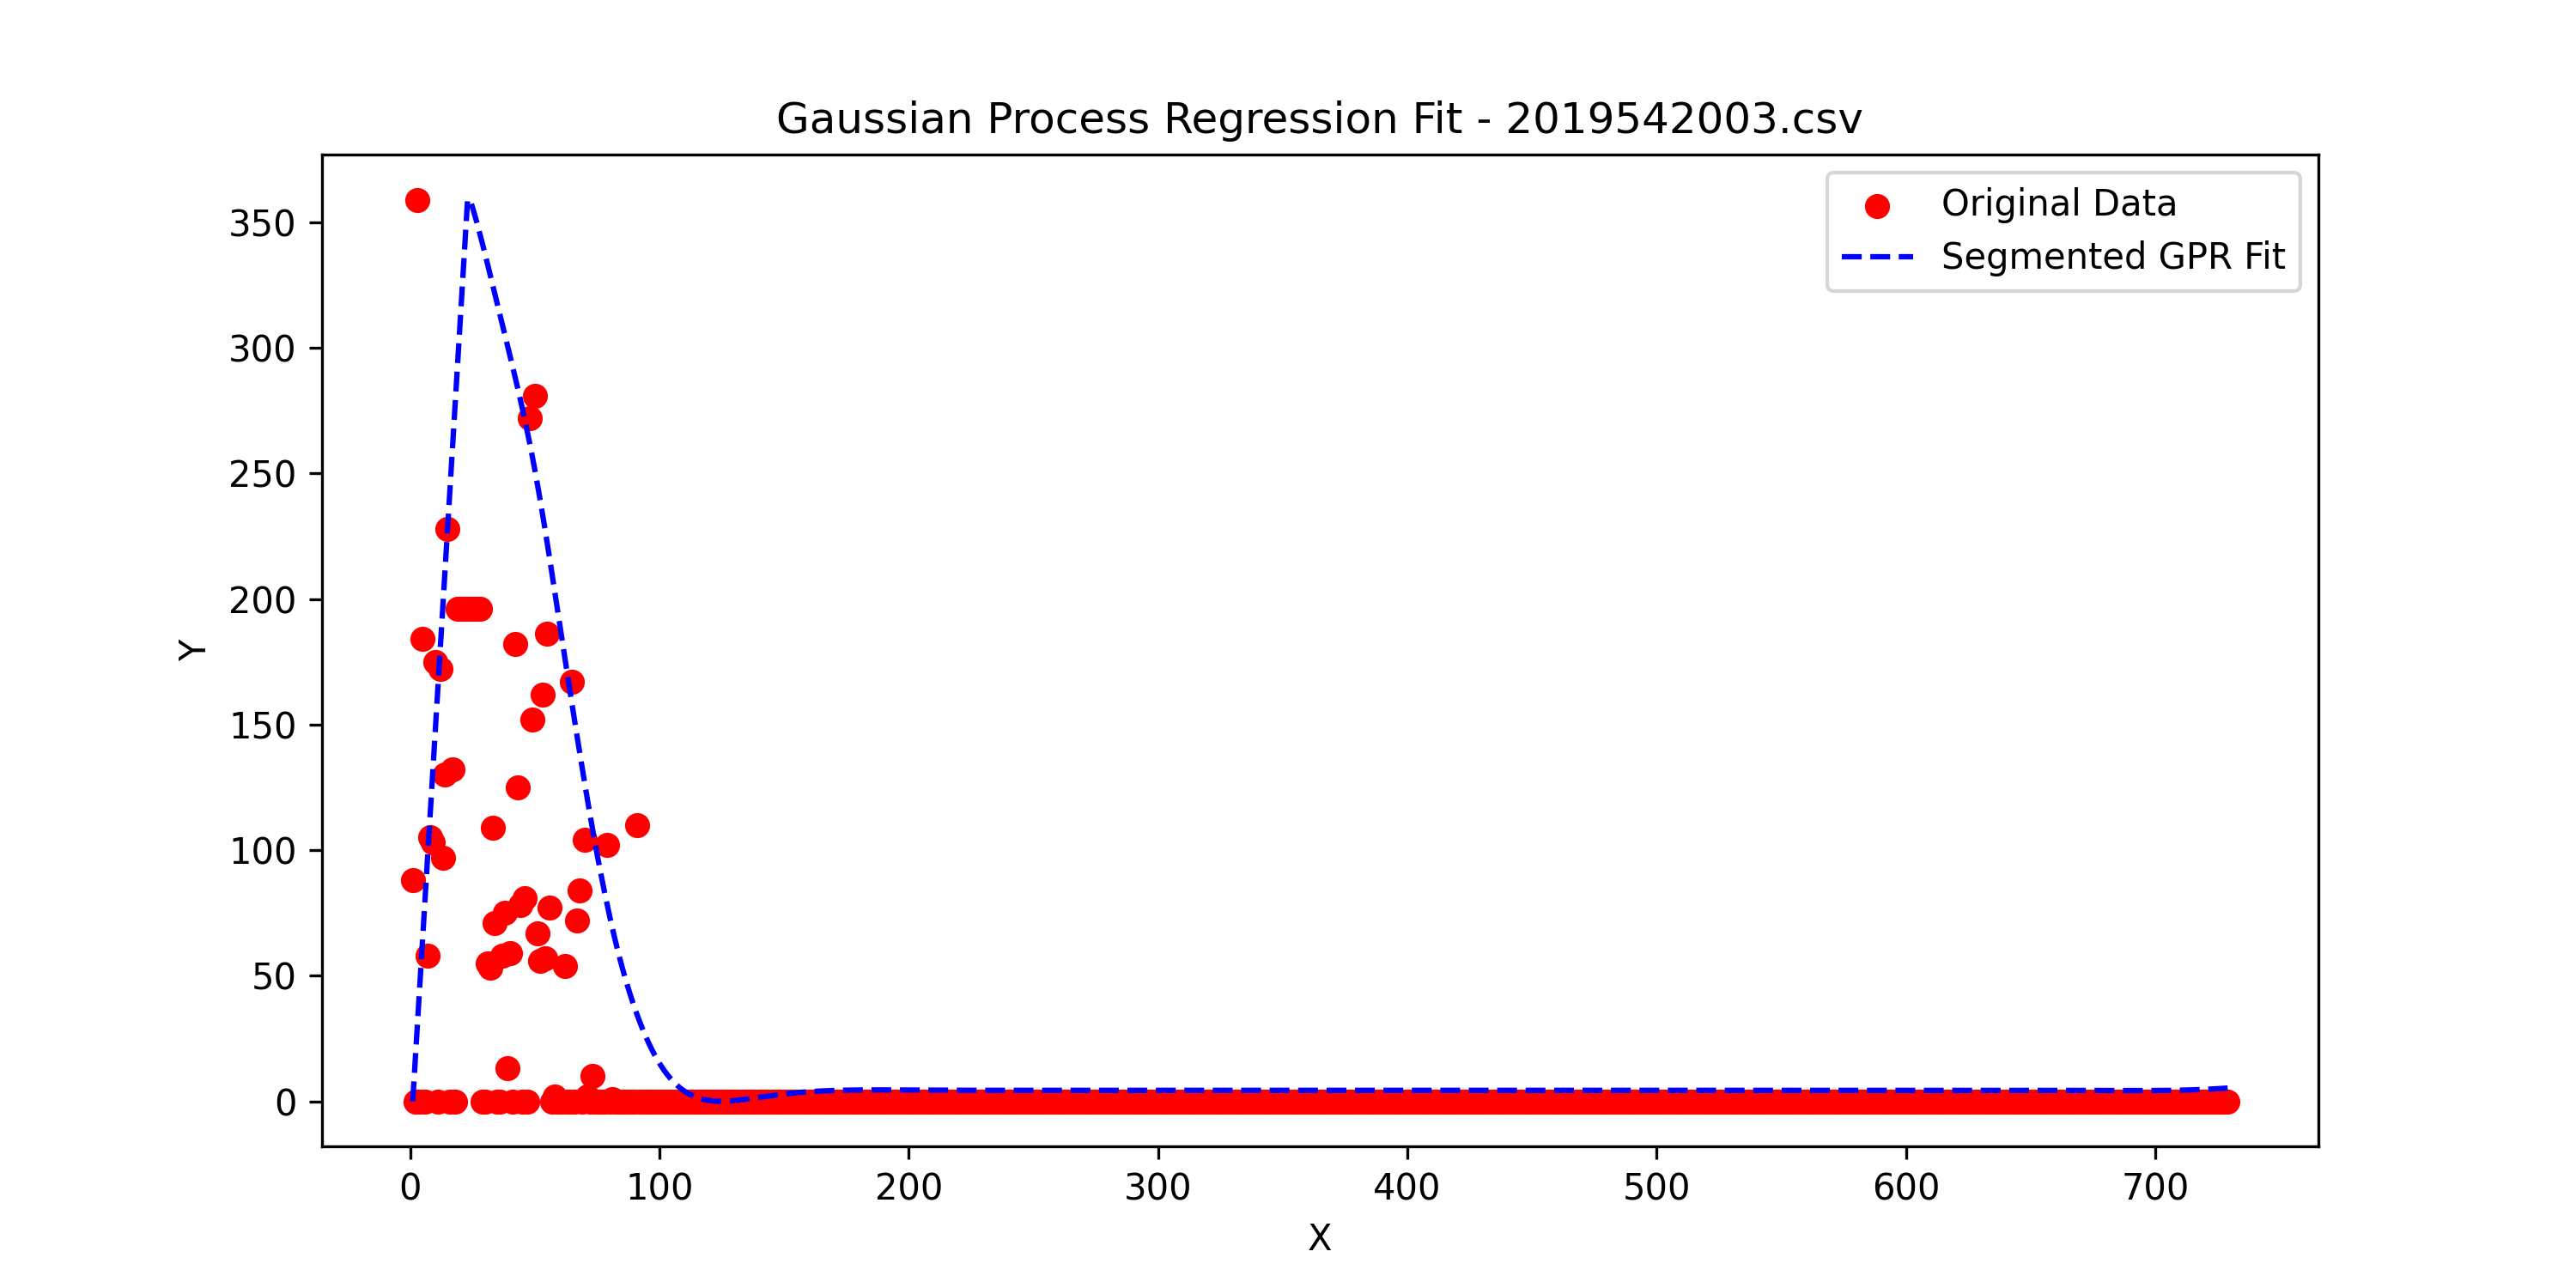 Gaussian Process Regression Fit - 2019542003.csv
Original Data
Segmented GPR Fit
350
300
250
200
150
100
50
0
Y
0 100 200 300 400 500 600 700
X